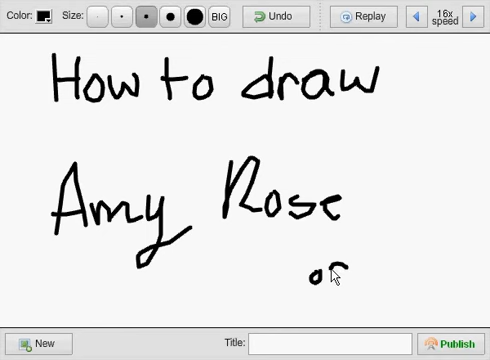 Color: Size: BIG Undo Replay 16x speed
How to draw
Amy Rose
New Title: Publish